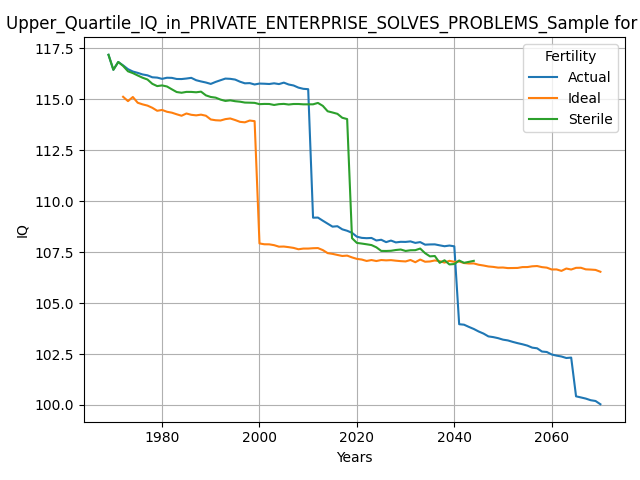 Upper_Quartile_IQ_in_PRIVATE_ENTERPRISE_SOLVES_PROBLEMS_Sample for
117.5
115.0
112.5
110.0
107.5
105.0
102.5
100.0
IQ
Fertility
Actual
Ideal
Sterile
1980 2000 2020 2040 2060
Years